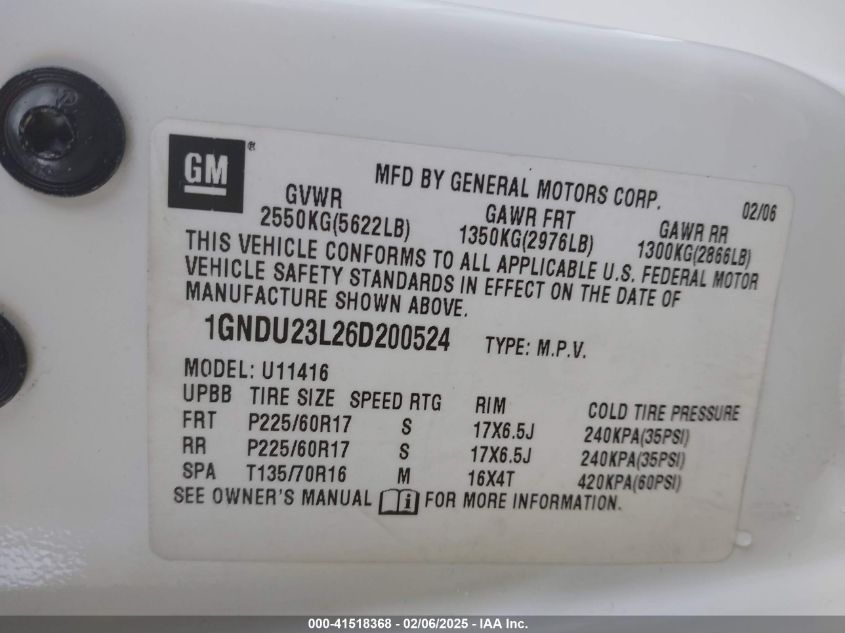 GM®
MFD BY GENERAL MOTORS CORP. 02/06
GVWR GAWR FRT GAWR RR
2550KG(5622LB) 1350KG(2976LB) 1300KG(2866LB)
THIS VEHICLE CONFORMS TO ALL APPLICABLE U.S. FEDERAL MOTOR
VEHICLE SAFETY STANDARDS IN EFFECT ON THE DATE OF
MANUFACTURE SHOWN ABOVE.
1GNDU23L26D200524 TYPE: M.P.V.
MODEL: U11416
UPBB TIRE SIZE SPEED RTG RIM COLD TIRE PRESSURE
FRT P225/60R17 S 17X6.5J 240KPA(35PSI)
RR P225/60R17 S 17X6.5J 240KPA(35PSI)
SPA T135/70R16 M 16X4T 420KPA(60PSI)
SEE OWNER'S MANUAL i FOR MORE INFORMATION.
000-41518368 - 02/06/2025 - IAA Inc.